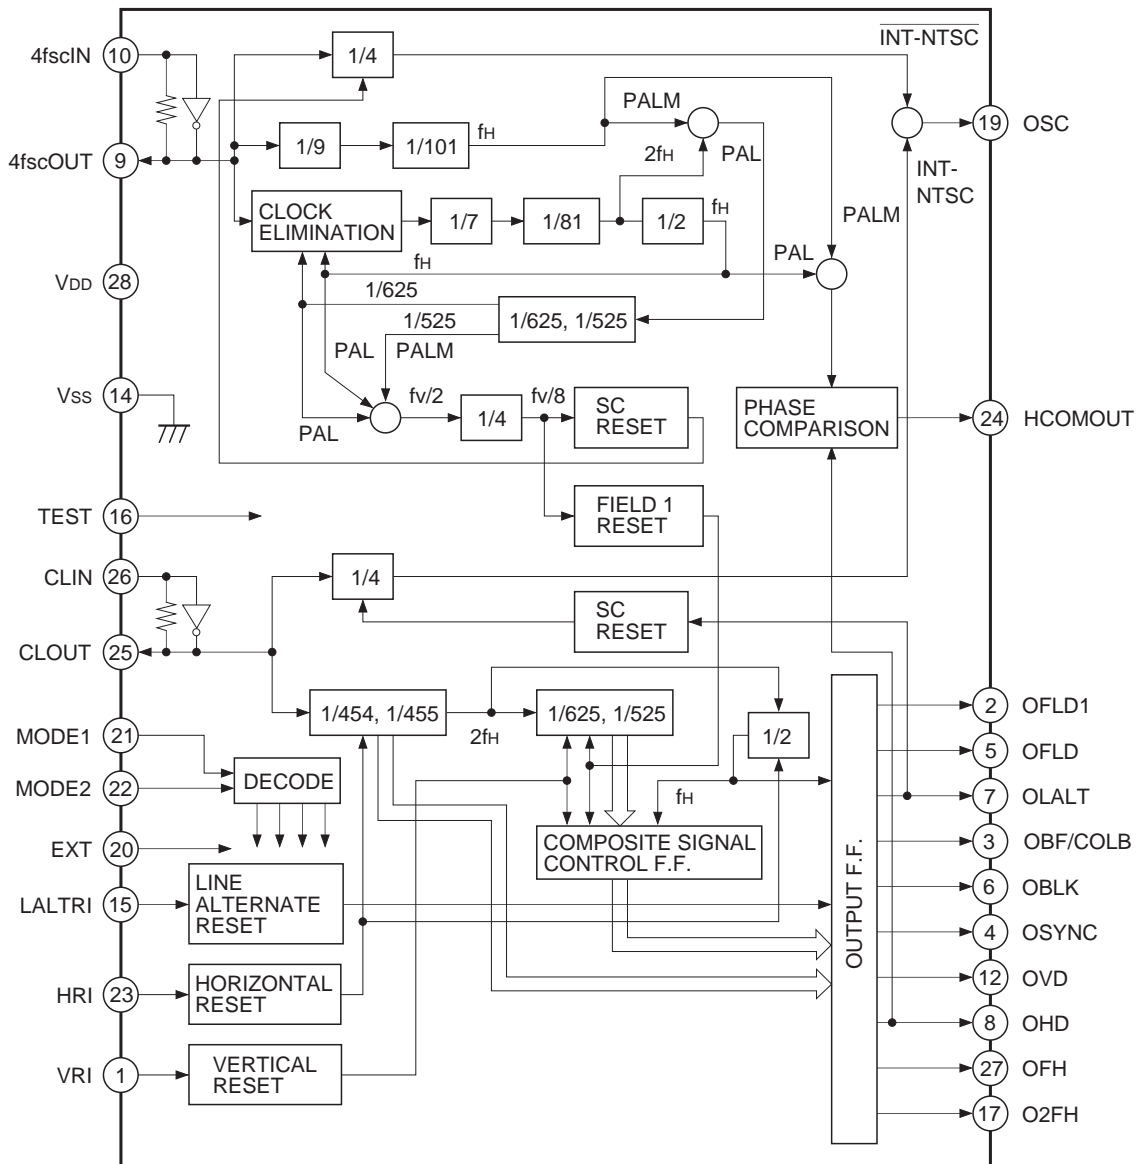 INT-NTSC
4fscIN 10
1/4
PALM
19 OSC
4fscOUT 9
1/9
1/101
fH
2fH
PAL
INT-
NTSC
PALM
CLOCK
ELIMINATION
1/7
1/81
1/2
fH
PAL
VDD 28
fH
1/625
1/525
1/625, 1/525
PAL
PALM
VSS 14
PAL
fv/2
1/4
fv/8
SC
RESET
PHASE
COMPARISON
24 HCOMOUT
TEST 16
FIELD 1
RESET
CLIN 26
1/4
SC
RESET
CLOUT 25
1/454, 1/455
2fH
1/625, 1/525
1/2
2 OFLD1
MODE1 21
5 OFLD
MODE2 22
DECODE
fH
7 OLALT
EXT 20
COMPOSITE SIGNAL
CONTROL F.F.
3 OBF/COLB
LALTRI 15
LINE
ALTERNATE
RESET
OUTPUT F.F.
6 OBLK
4 OSYNC
HRI 23
HORIZONTAL
RESET
12 OVD
8 OHD
VRI 1
VERTICAL
RESET
27 OFH
17 O2FH